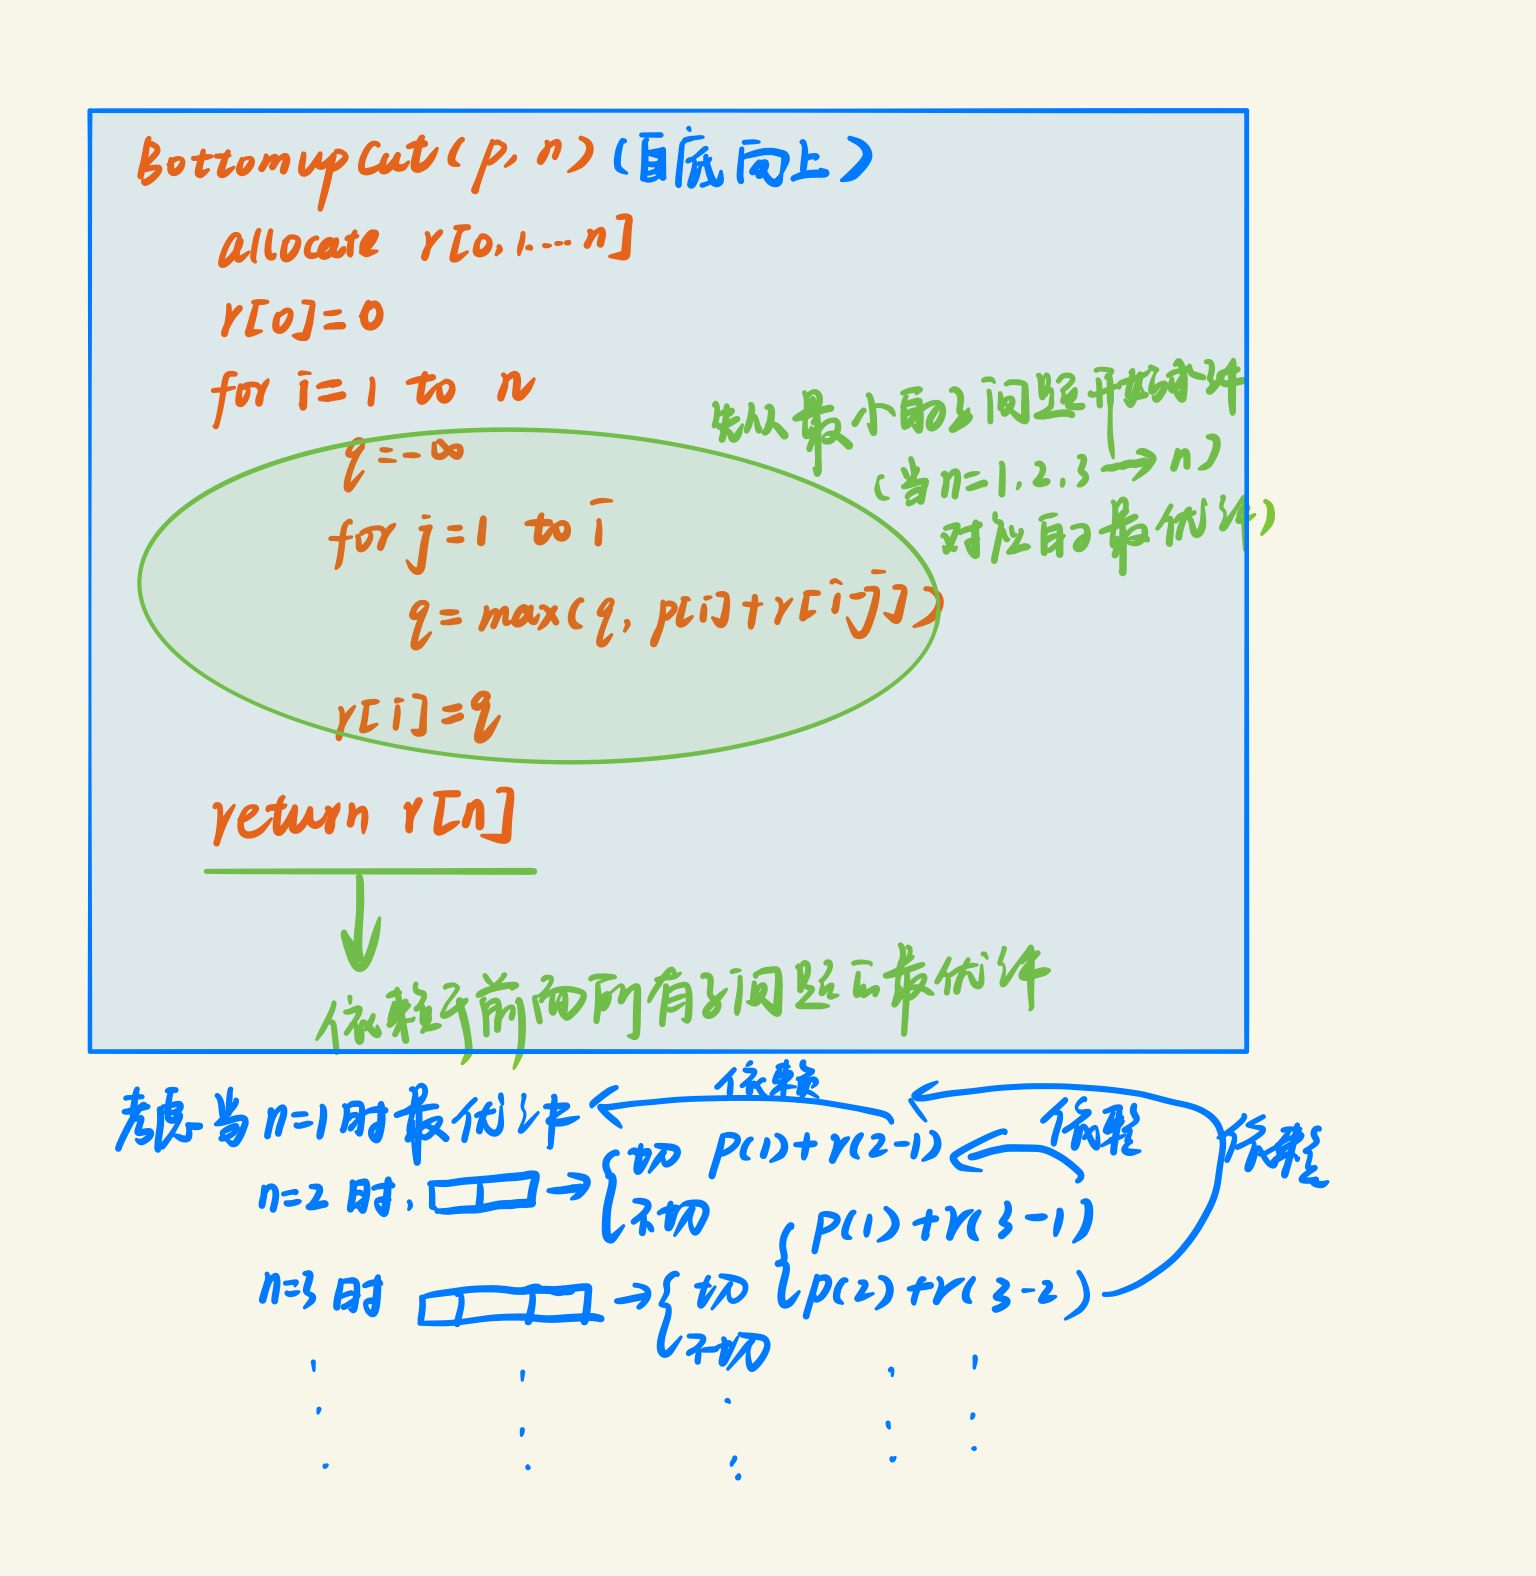 Bottom up Cut(p, n) (自底向上)
allocate r[0,1....n]
r[0]=0
for i=1 to n
q=-∞
for j=1 to i
q=max(q, p[i]+r[i-j])
r[i]=q
return r[n]
先从最小的子问题开始求解
(当n=1,2,3→n)
对应的最优解)
依赖于前面所有子问题的最优解
考虑当n=1时最优解
依赖
n=2时, → 切 p(1)+r(2-1)
不切
依赖
依赖
n=3时 → 切 p(1)+r(3-1)
p(2)+r(3-2)
不切